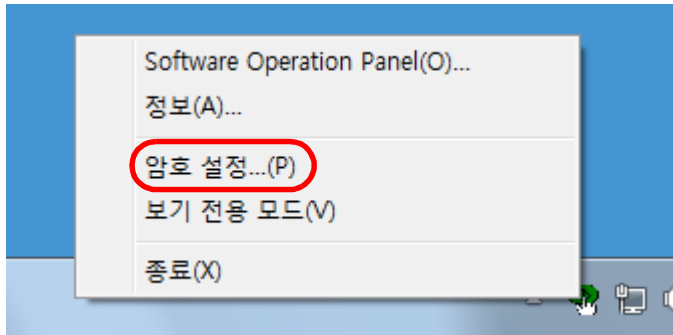 Software Operation Panel(O)...
정보(A)...
암호 설정...(P)
보기 전용 모드(V)
종료(X)